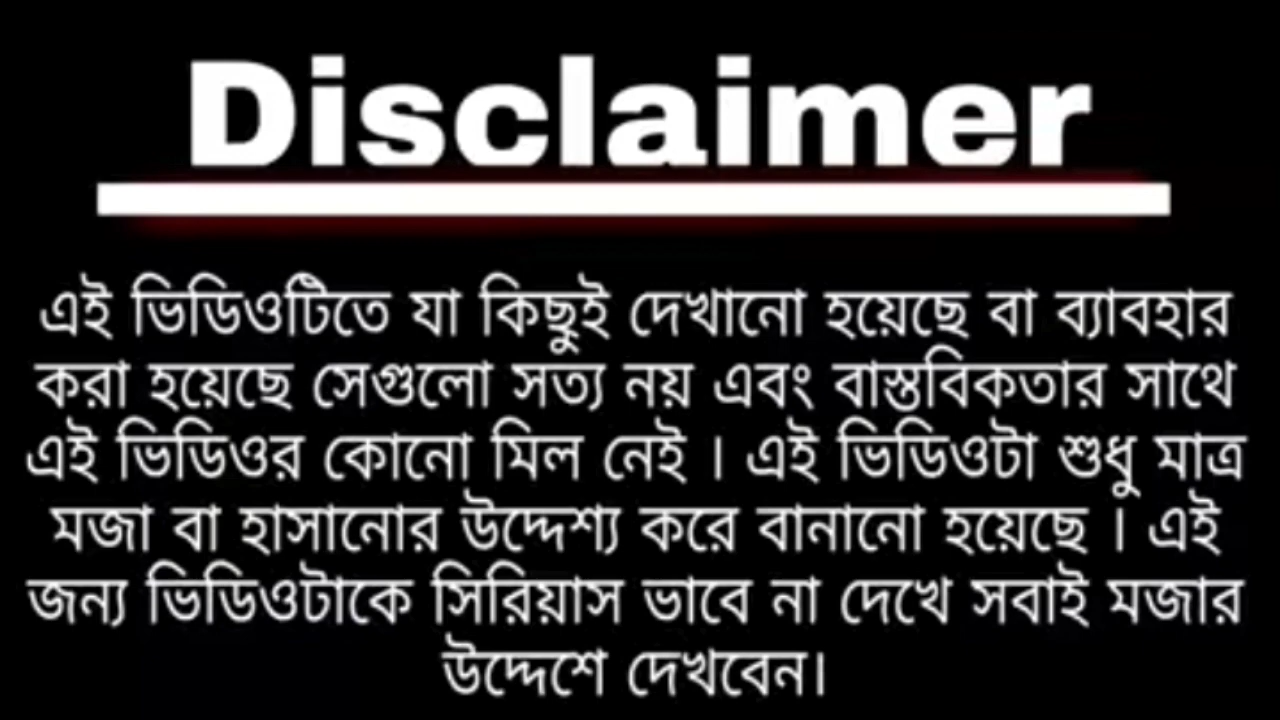 Disclaimer
এই ভিডিওটিতে যা কিছুই দেখানো হয়েছে বা ব্যাবহার
করা হয়েছে সেগুলো সত্য নয় এবং বাস্তবিকতার সাথে
এই ভিডিওর কোনো মিল নেই । এই ভিডিওটা শুধু মাত্র
মজা বা হাসানোর উদ্দেশ্য করে বানানো হয়েছে । এই
জন্য ভিডিওটাকে সিরিয়াস ভাবে না দেখে সবাই মজার
উদ্দেশে দেখবেন।